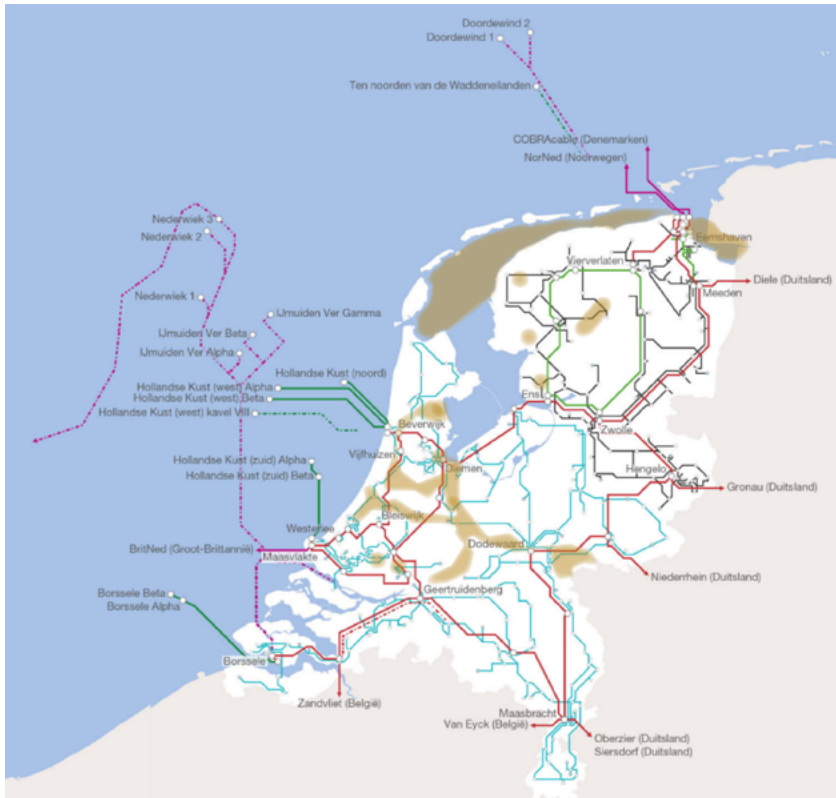 Doordewind 2
Doordewind 1
Ten noorden van de Waddeneilanden
COBRAcable (Denemarken)
NorNed (Noorwegen)
Nederwiek 3
Nederwiek 2
Eemshaven
Vierverlaten
Diele (Duitsland)
Meeden
Nederwiek 1
IJmuiden Ver Gamma
IJmuiden Ver Beta
IJmuiden Ver Alpha
Hollandse Kust (noord)
Hollandse Kust (west) Alpha
Hollandse Kust (west) Beta
Hollandse Kust (west) kavel VIII
Ens
Beverwijk
Zwolle
Vijfhuizen
Diemen
Hollandse Kust (zuid) Alpha
Hollandse Kust (zuid) Beta
Hengelo
Gronau (Duitsland)
Bleiswijk
Westerlee
BritNed (Groot-Brittannië)
Maasvlakte
Dodewaard
Niederrhein (Duitsland)
Geertruidenberg
Borssele Beta
Borssele Alpha
Borssele
Zandvliet (België)
Maasbracht
Van Eyck (België)
Oberzier (Duitsland)
Siersdorf (Duitsland)